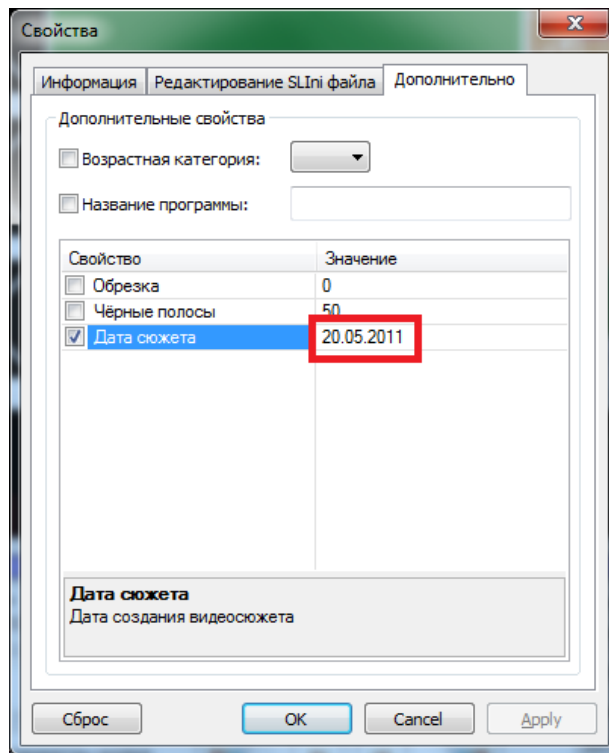 Свойства
Информация Редактирование SLIni файла Дополнительно
Дополнительные свойства
Возрастная категория:
Название программы:
Свойство Значение
Обрезка 0
Чёрные полосы 50
Дата сюжета 20.05.2011
Дата сюжета
Дата создания видеосюжета
Сброс OK Cancel Apply